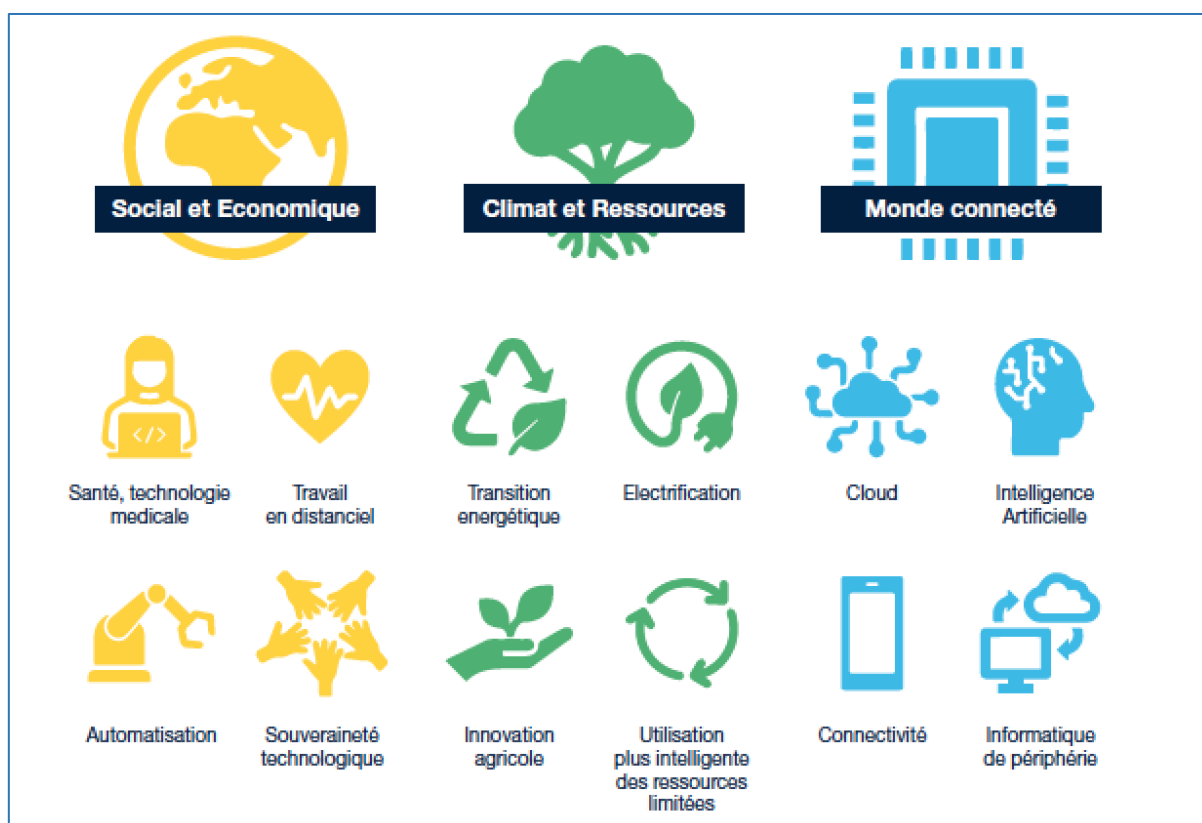 Social et Economique
Climat et Ressources
Monde connecté
</>
Santé, technologie
medicale
Travail
en distanciel
Transition
energétique
Electrification
Cloud
Intelligence
Artificielle
Automatisation
Souveraineté
technologique
Innovation
agricole
Utilisation
plus intelligente
des ressources
limitées
Connectivité
Informatique
de périphérie